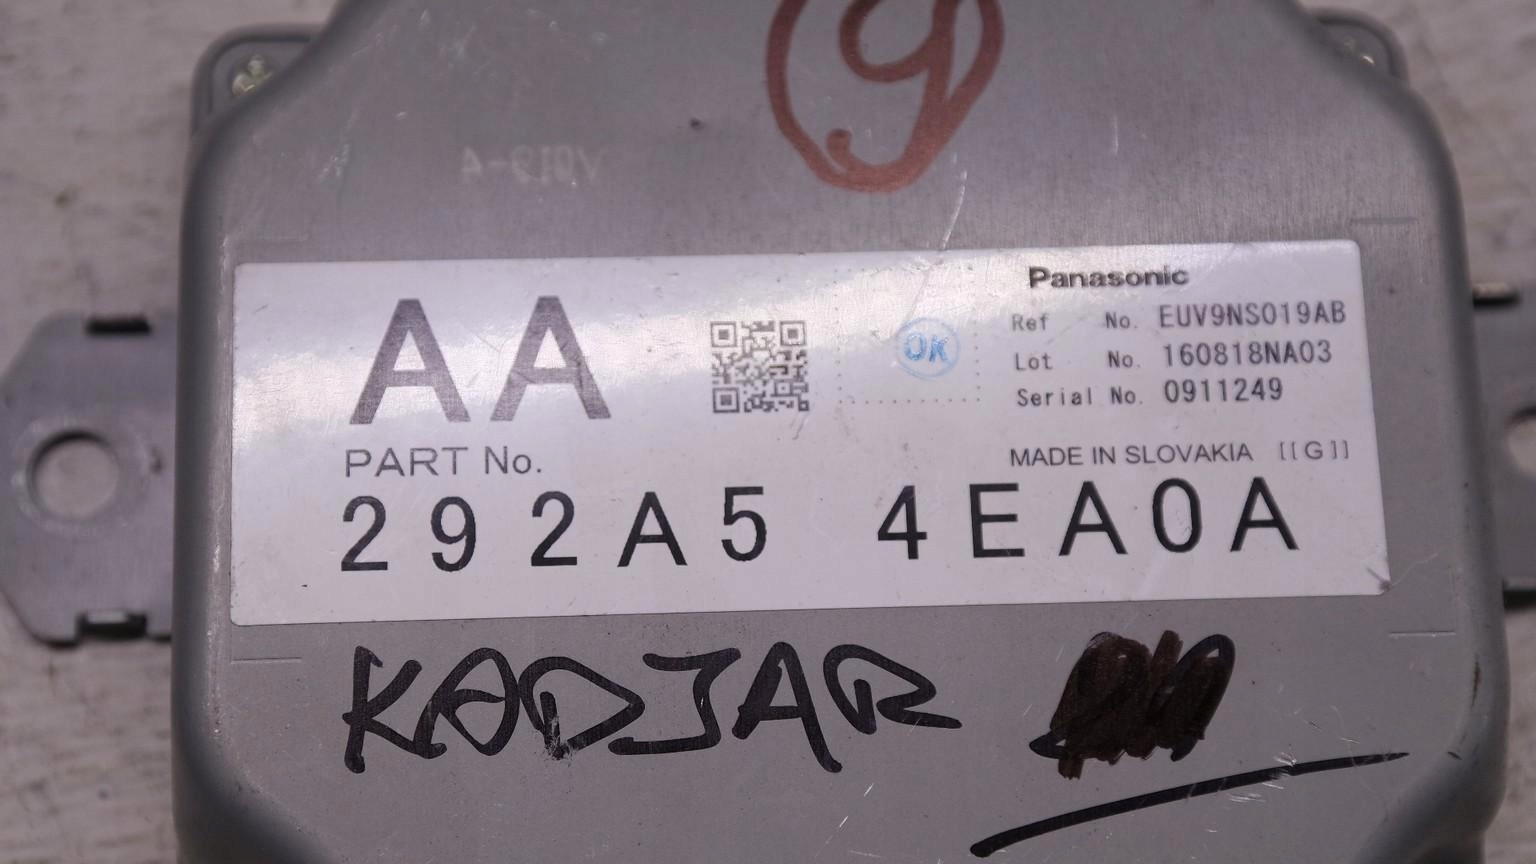 9
AA
OK
Panasonic
Ref No. EUV9NS019AB
Lot No. 160818NA03
Serial No. 0911249
PART No.
MADE IN SLOVAKIA [[G]]
292A5 4EA0A
KADJAR